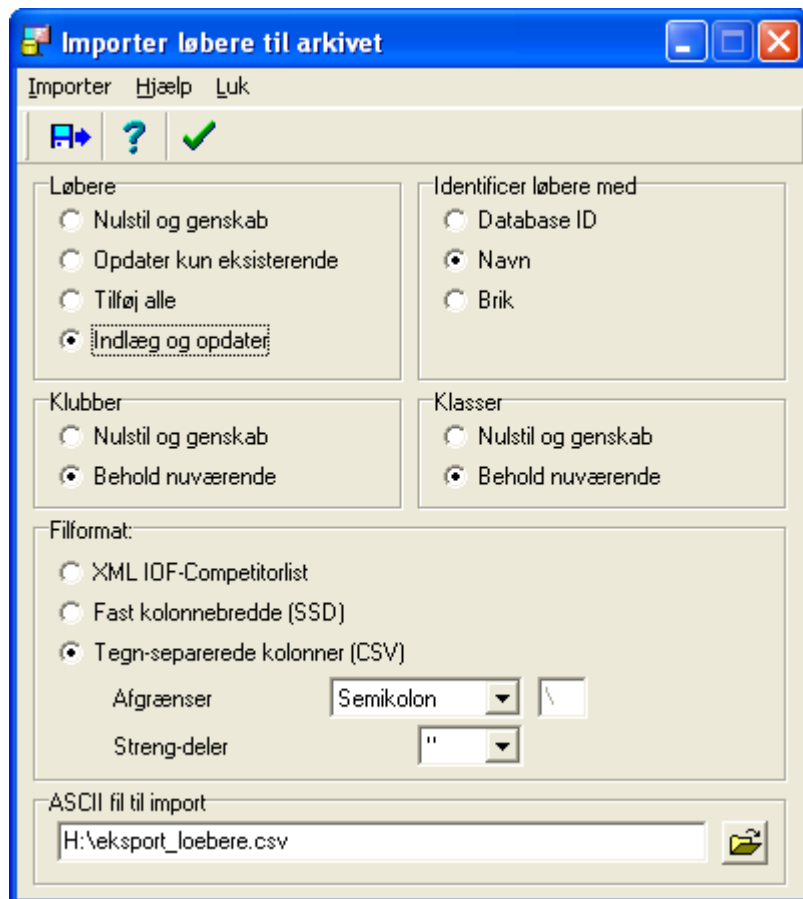 Importer løbere til arkivet
Importer Hjælp Luk
Løbere
Nulstil og genskab
Opdater kun eksisterende
Tilføj alle
Indlæg og opdater
Identificer løbere med
Database ID
Navn
Brik
Klubber
Nulstil og genskab
Behold nuværende
Klasser
Nulstil og genskab
Behold nuværende
Filformat:
XML IOF-Competitorlist
Fast kolonnebredde (SSD)
Tegn-separerede kolonner (CSV)
Afgrænser Semikolon \
Streng-deler "
ASCII fil til import
H:\eksport_loebere.csv